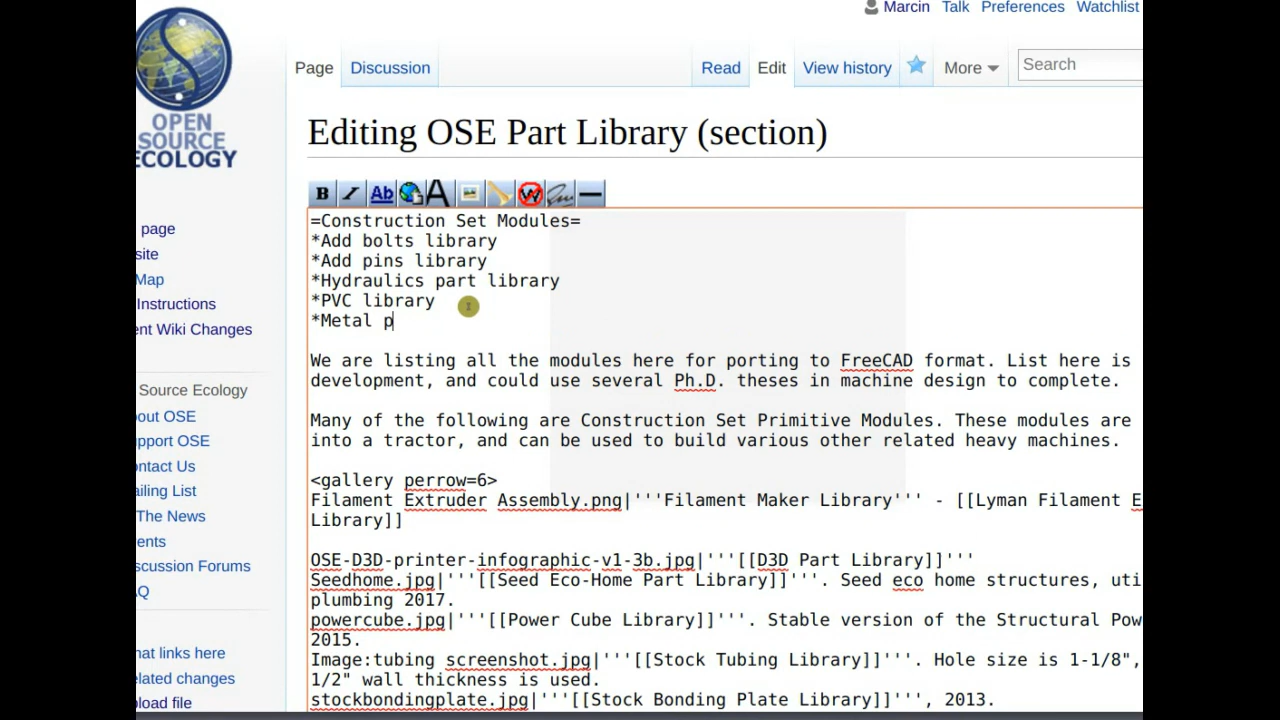 Marcin Talk Preferences Watchlist
Page Discussion Read Edit View history More Search
OPEN
SOURCE
ECOLOGY
Editing OSE Part Library (section)
B I Ab A W
page
site
Map
Instructions
ent Wiki Changes
Source Ecology
out OSE
pport OSE
ontact Us
ailing List
The News
ents
scussion Forums
AQ
hat links here
elated changes
pload file
=Construction Set Modules=
*Add bolts library
*Add pins library
*Hydraulics part library
*PVC library
*Metal p
We are listing all the modules here for porting to FreeCAD format. List here is
development, and could use several Ph.D. theses in machine design to complete.
Many of the following are Construction Set Primitive Modules. These modules are
into a tractor, and can be used to build various other related heavy machines.
<gallery perrow=6>
Filament Extruder Assembly.png|'''Filament Maker Library''' - [[Lyman Filament E
Library]]
OSE-D3D-printer-infographic-v1-3b.jpg|'''[[D3D Part Library]]'''
Seedhome.jpg|'''[[Seed Eco-Home Part Library]]'''. Seed eco home structures, uti
plumbing 2017.
powercube.jpg|'''[[Power Cube Library]]'''. Stable version of the Structural Pow
2015.
Image:tubing screenshot.jpg|'''[[Stock Tubing Library]]'''. Hole size is 1-1/8",
1/2" wall thickness is used.
stockbondingplate.jpg|'''[[Stock Bonding Plate Library]]''', 2013.